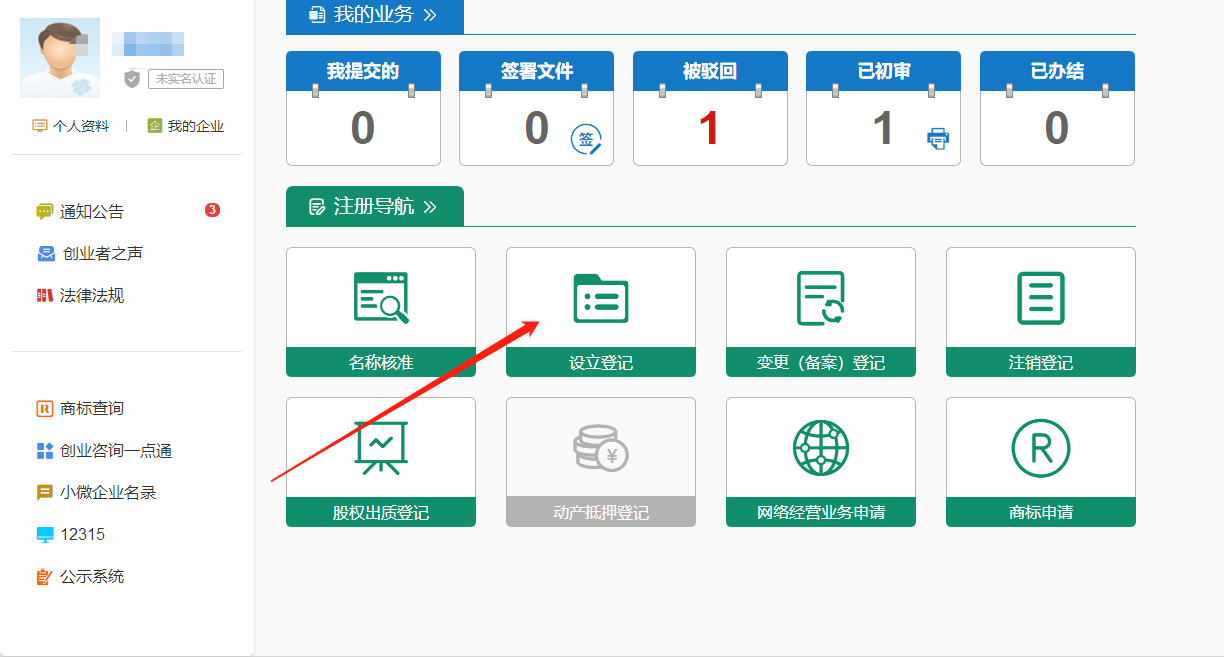 未实名认证
个人资料 | 我的企业
通知公告 3
创业者之声
法律法规
商标查询
创业咨询一点通
小微企业名录
12315
公示系统
我的业务 >>
我提交的 签署文件 被驳回 已初审 已办结
0 0 签 1 1 0
注册导航 >>
名称核准 设立登记 变更（备案）登记 注销登记
¥ R
股权出质登记 动产抵押登记 网络经营业务申请 商标申请